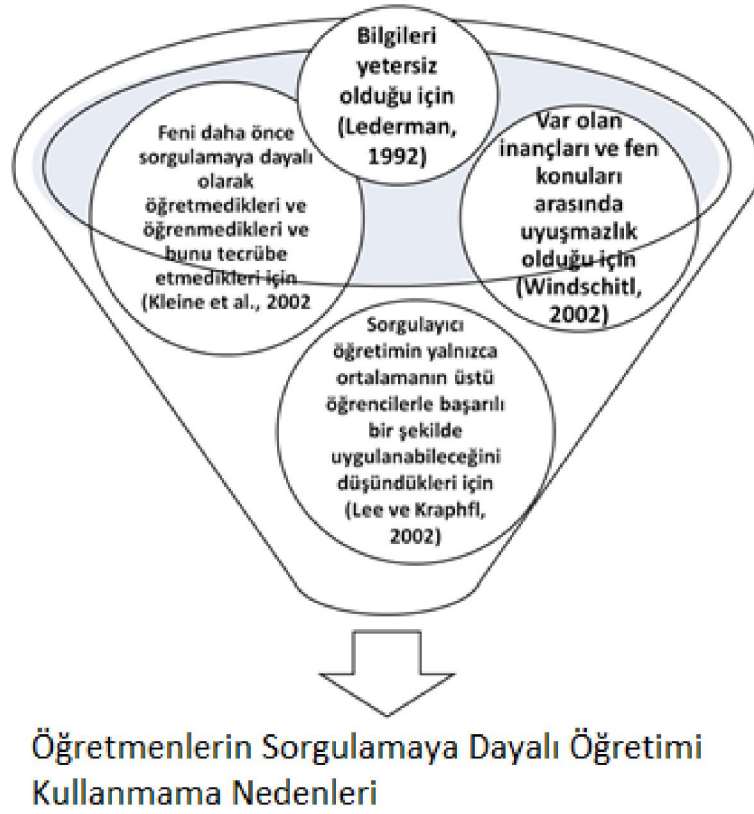 Bilgileri
yetersiz
olduğu için
(Lederman,
1992)
Feni daha önce
sorgulamaya dayalı
olarak
öğretmedikleri ve
öğrenmedikleri ve
bunu tecrübe
etmedikleri için
(Kleine et al., 2002
Var olan
inançları ve fen
konuları
arasında
uyuşmazlık
olduğu için
(Windschitl,
2002)
Sorgulayıcı
öğretimin yalnızca
ortalamanın üstü
öğrencilerle başarılı
bir şekilde
uygulanabileceğini
düşündükleri için
(Lee ve Kraphfl,
2002)
Öğretmenlerin Sorgulamaya Dayalı Öğretimi
Kullanmama Nedenleri